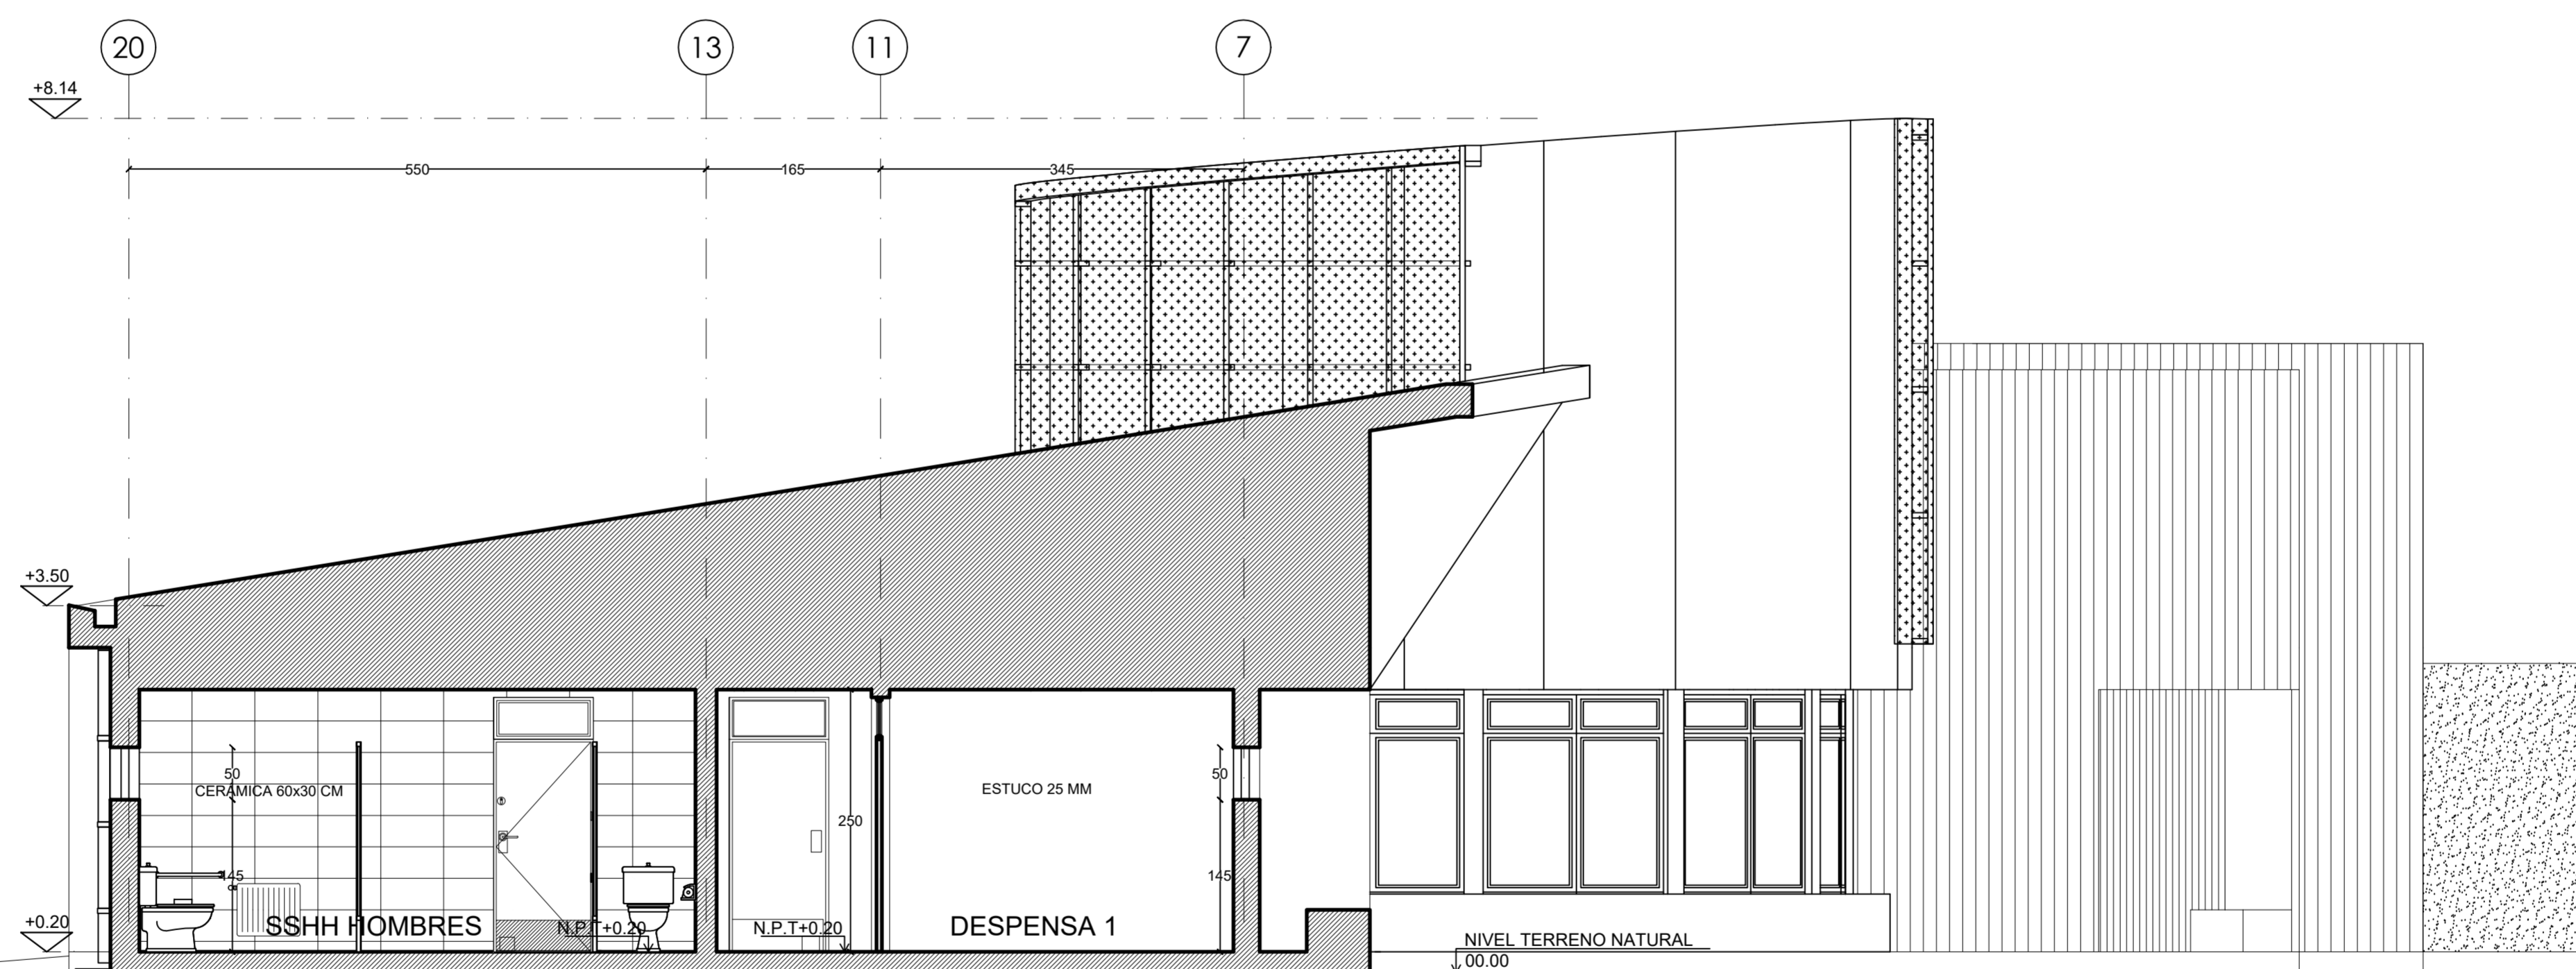 20 13 11 7
+8.14
550 165 345
+3.50
50
CERÁMICA 60x30 CM
50
ESTUCO 25 MM
250
145
145
+0.20
SSHH HOMBRES
N.P.T+0.20
N.P.T+0.20
DESPENSA 1
NIVEL TERRENO NATURAL
00.00